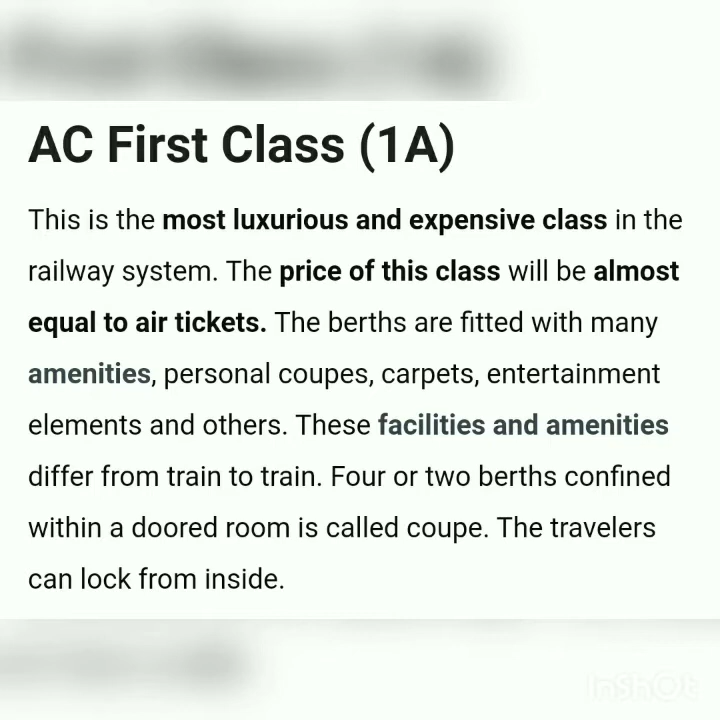 AC First Class (1A)
This is the most luxurious and expensive class in the
railway system. The price of this class will be almost
equal to air tickets. The berths are fitted with many
amenities, personal coupes, carpets, entertainment
elements and others. These facilities and amenities
differ from train to train. Four or two berths confined
within a doored room is called coupe. The travelers
can lock from inside.
InShOt